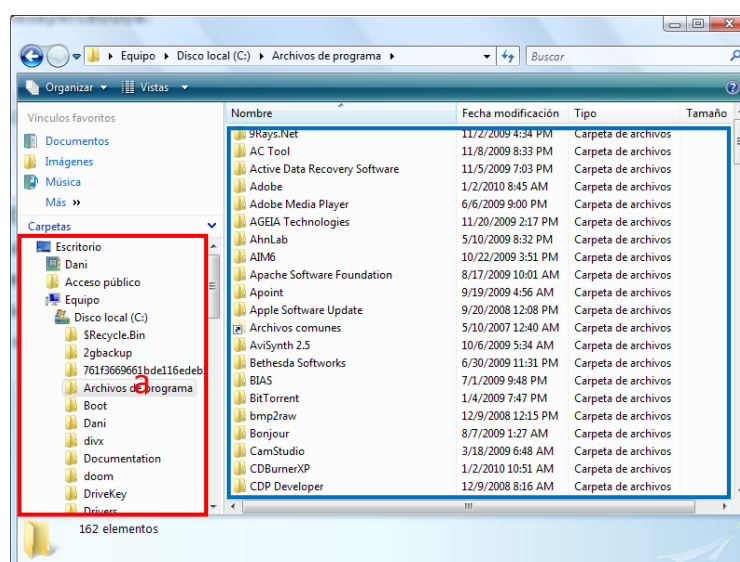 Equipo ▸ Disco local (C:) ▸ Archivos de programa ▸
Buscar
Organizar Vistas
Vínculos favoritos
Documentos
Imágenes
Música
Más »
Carpetas
Escritorio
Dani
Acceso público
Equipo
Disco local (C:)
$Recycle.Bin
2gbackup
Archivos de programa
a
Boot
Dani
divx
Documentation
doom
DriveKey
Drivers
Nombre Fecha modificación Tipo Tamaño
9Rays.Net 11/2/2009 4:34 PM Carpeta de archivos
AC Tool 11/8/2009 8:33 PM Carpeta de archivos
Active Data Recovery Software 11/5/2009 7:03 PM Carpeta de archivos
Adobe 1/2/2010 8:45 AM Carpeta de archivos
Adobe Media Player 6/6/2009 9:00 PM Carpeta de archivos
AGEIA Technologies 11/20/2009 2:17 PM Carpeta de archivos
AhnLab 5/10/2009 8:32 PM Carpeta de archivos
AIM6 10/22/2009 3:51 PM Carpeta de archivos
Apache Software Foundation 8/17/2009 10:01 AM Carpeta de archivos
Apoint 9/19/2009 4:56 AM Carpeta de archivos
Apple Software Update 9/20/2008 12:08 PM Carpeta de archivos
Archivos comunes 5/10/2007 12:40 AM Carpeta de archivos
AviSynth 2.5 10/6/2009 5:34 AM Carpeta de archivos
Bethesda Softworks 6/30/2009 11:31 PM Carpeta de archivos
BIAS 7/1/2009 9:48 PM Carpeta de archivos
BitTorrent 1/4/2009 7:47 PM Carpeta de archivos
bmp2raw 12/9/2008 12:15 PM Carpeta de archivos
Bonjour 8/7/2009 1:27 AM Carpeta de archivos
CamStudio 3/18/2009 6:48 AM Carpeta de archivos
CDBurnerXP 1/2/2010 10:51 AM Carpeta de archivos
CDP Developer 12/9/2008 8:16 AM Carpeta de archivos
162 elementos